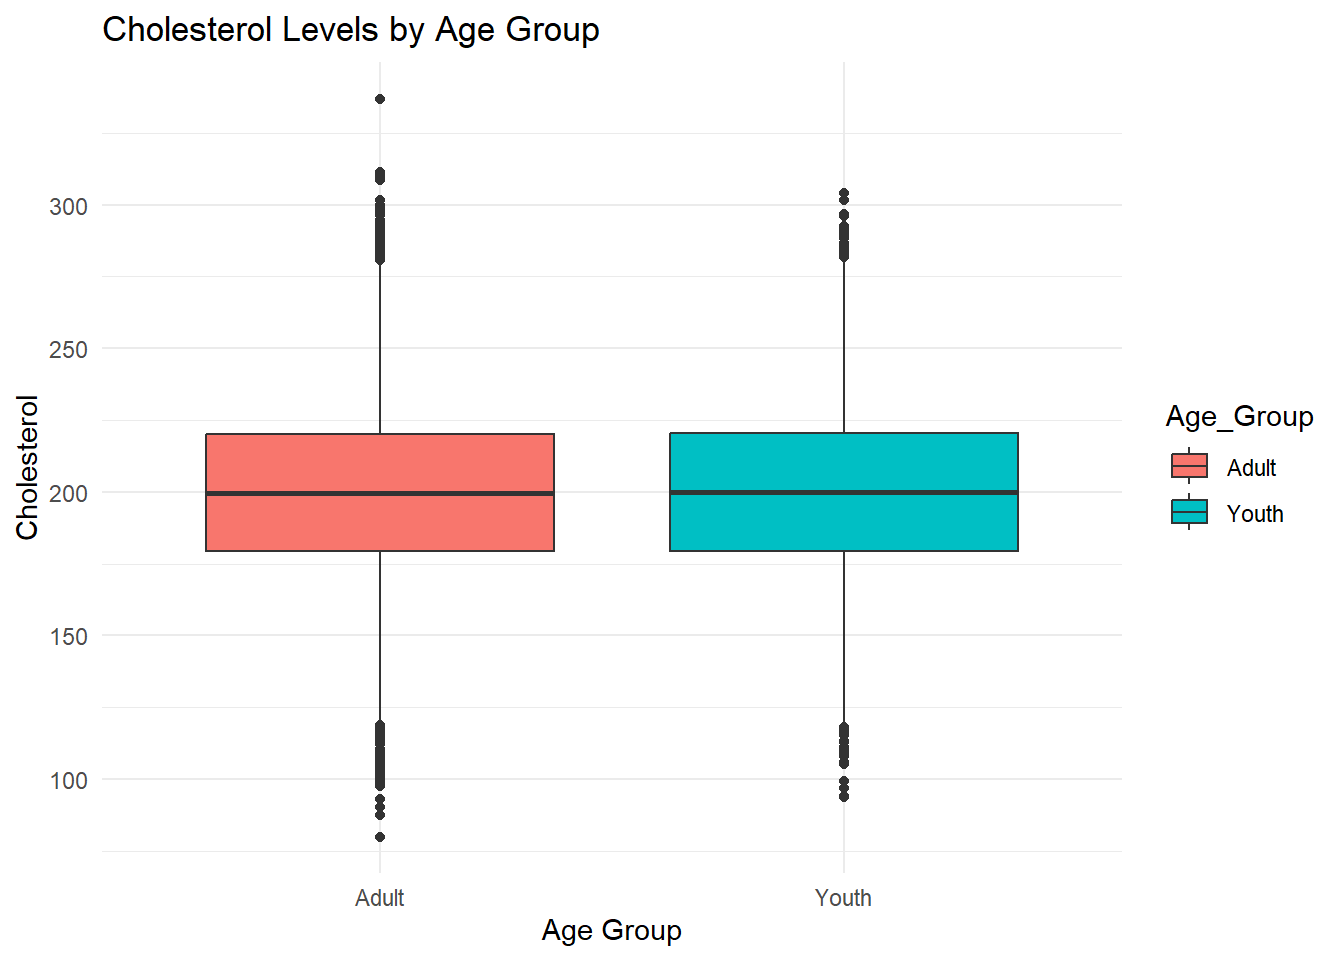 Cholesterol Levels by Age Group
300
250
200
150
100
Cholesterol
Adult
Youth
Age Group
Age_Group
Adult
Youth